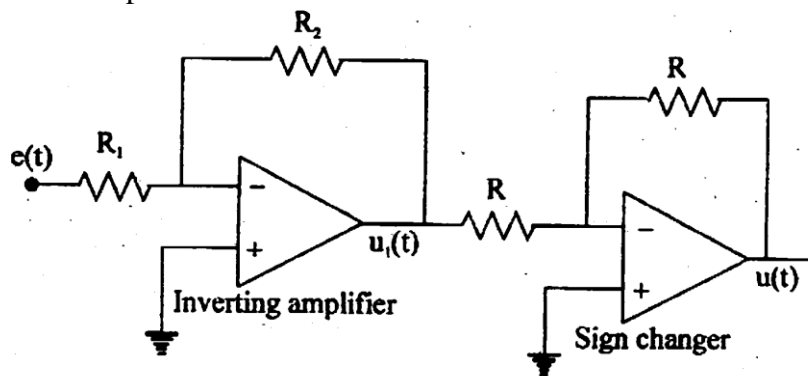 R₂
R
R₁
e(t)
−
R
−
+
u₁(t)
+
u(t)
Inverting amplifier
Sign changer